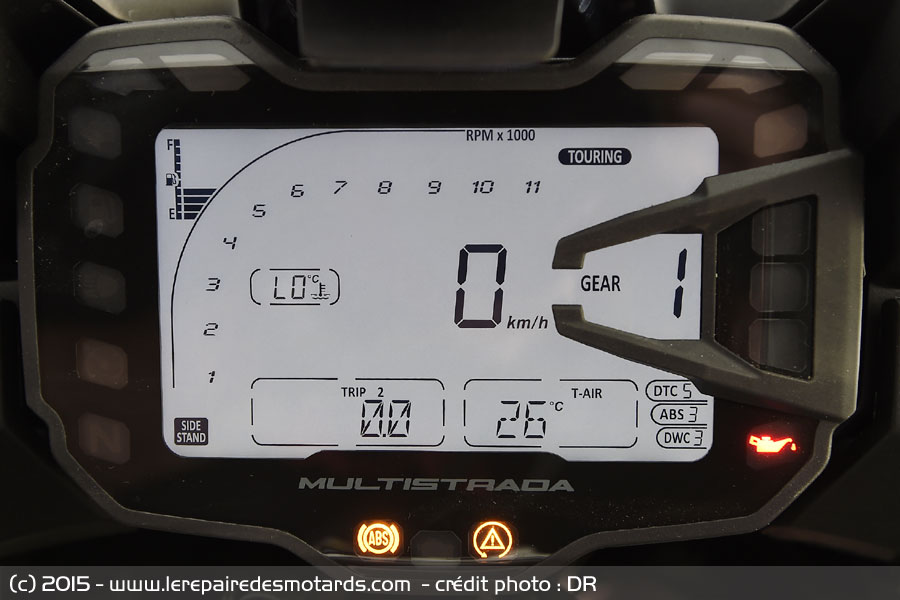 RPM x 1000
F
TOURING
6 7 8 9 10 11
5
E
4
3
LO °C
0 km/h
GEAR 1
2
1
TRIP 2
0.0
T-AIR
26 °C
DTC 5
ABS 3
DWC 3
SIDE
STAND
MULTISTRADA
ABS
(c) 2015 - www.lerepairedesmotards.com - crédit photo : DR